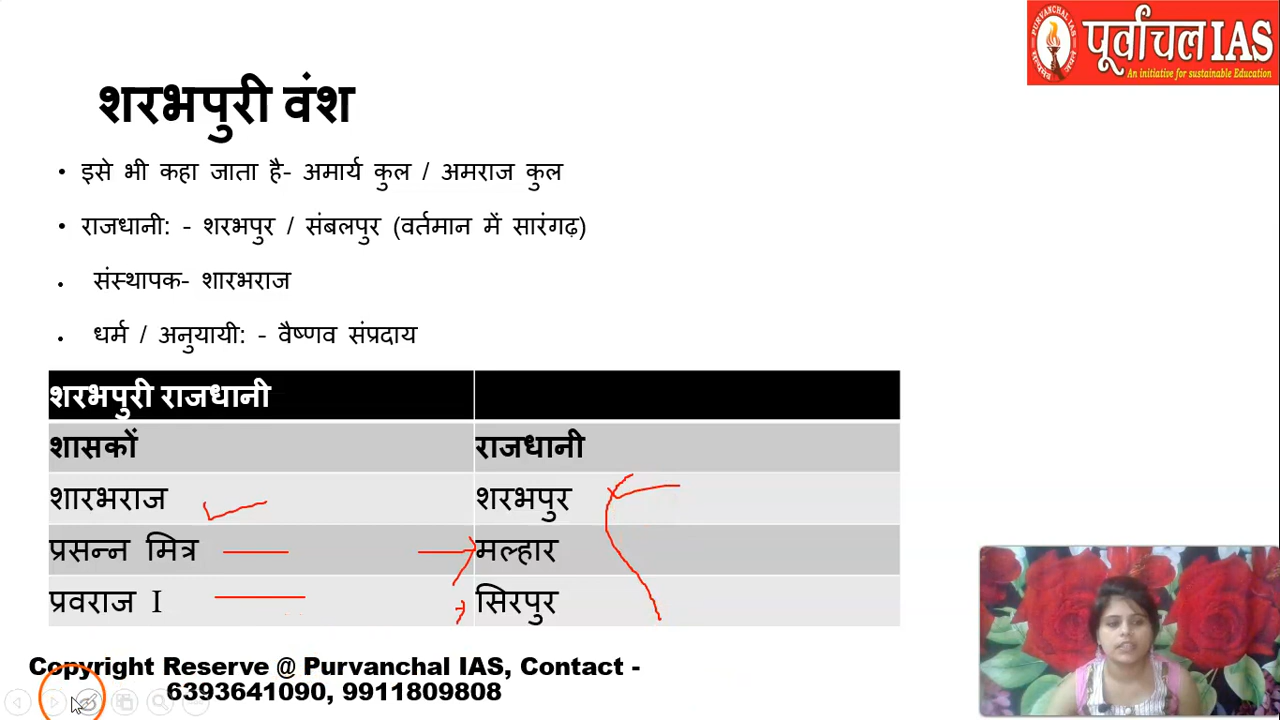 पूर्वांचल IAS
An initiative for sustainable Education
शरभपुरी वंश
• इसे भी कहा जाता है- अमार्य कुल / अमराज कुल
• राजधानी: - शरभपुर / संबलपुर (वर्तमान में सारंगढ़)
• संस्थापक- शारभराज
• धर्म / अनुयायी: - वैष्णव संप्रदाय
शरभपुरी राजधानी
शासकों राजधानी
शारभराज शरभपुर
प्रसन्न मित्र मल्हार
प्रवराज I सिरपुर
Copyright Reserve @ Purvanchal IAS, Contact -
6393641090, 9911809808